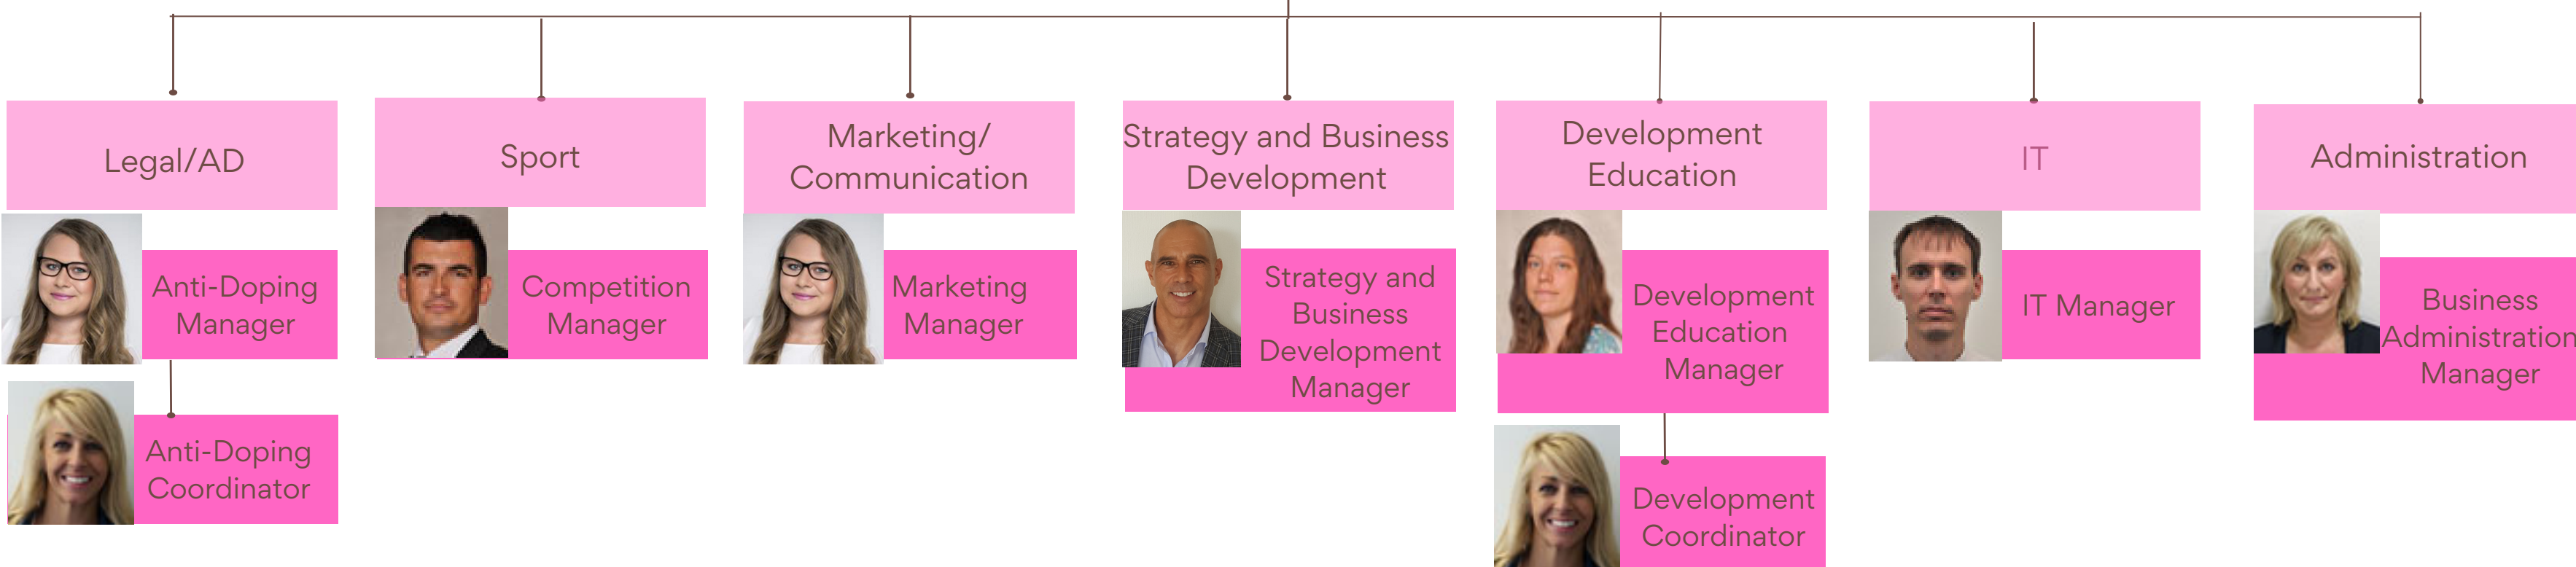 Legal/AD
Sport
Marketing/
Communication
Strategy and Business
Development
Development
Education
IT
Administration
Anti-Doping
Manager
Competition
Manager
Marketing
Manager
Strategy and
Business
Development
Manager
Development
Education
Manager
IT Manager
Business
Administration
Manager
Anti-Doping
Coordinator
Development
Coordinator